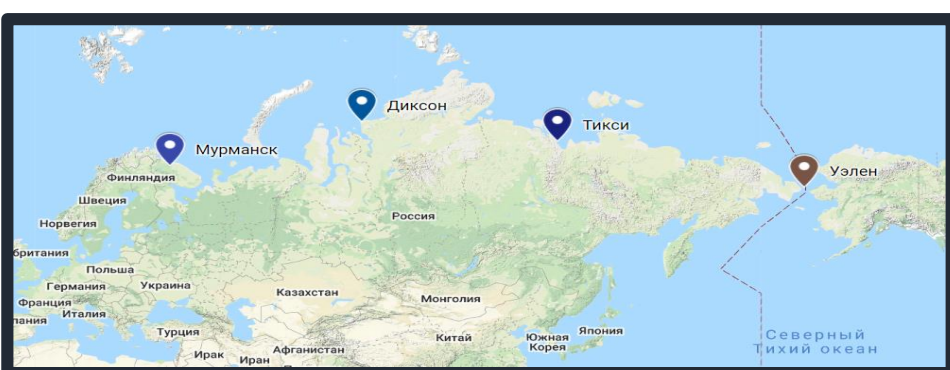 Диксон
Тикси
Мурманск
Уэлен
Финляндия
Швеция
Норвегия
Россия
британия
Польша
Германия
Украина
Казахстан
Монголия
Франция
Италия
пания
Турция
Китай
Южная
Корея
Япония
Северный
Тихий океан
Ирак
Иран
Афганистан